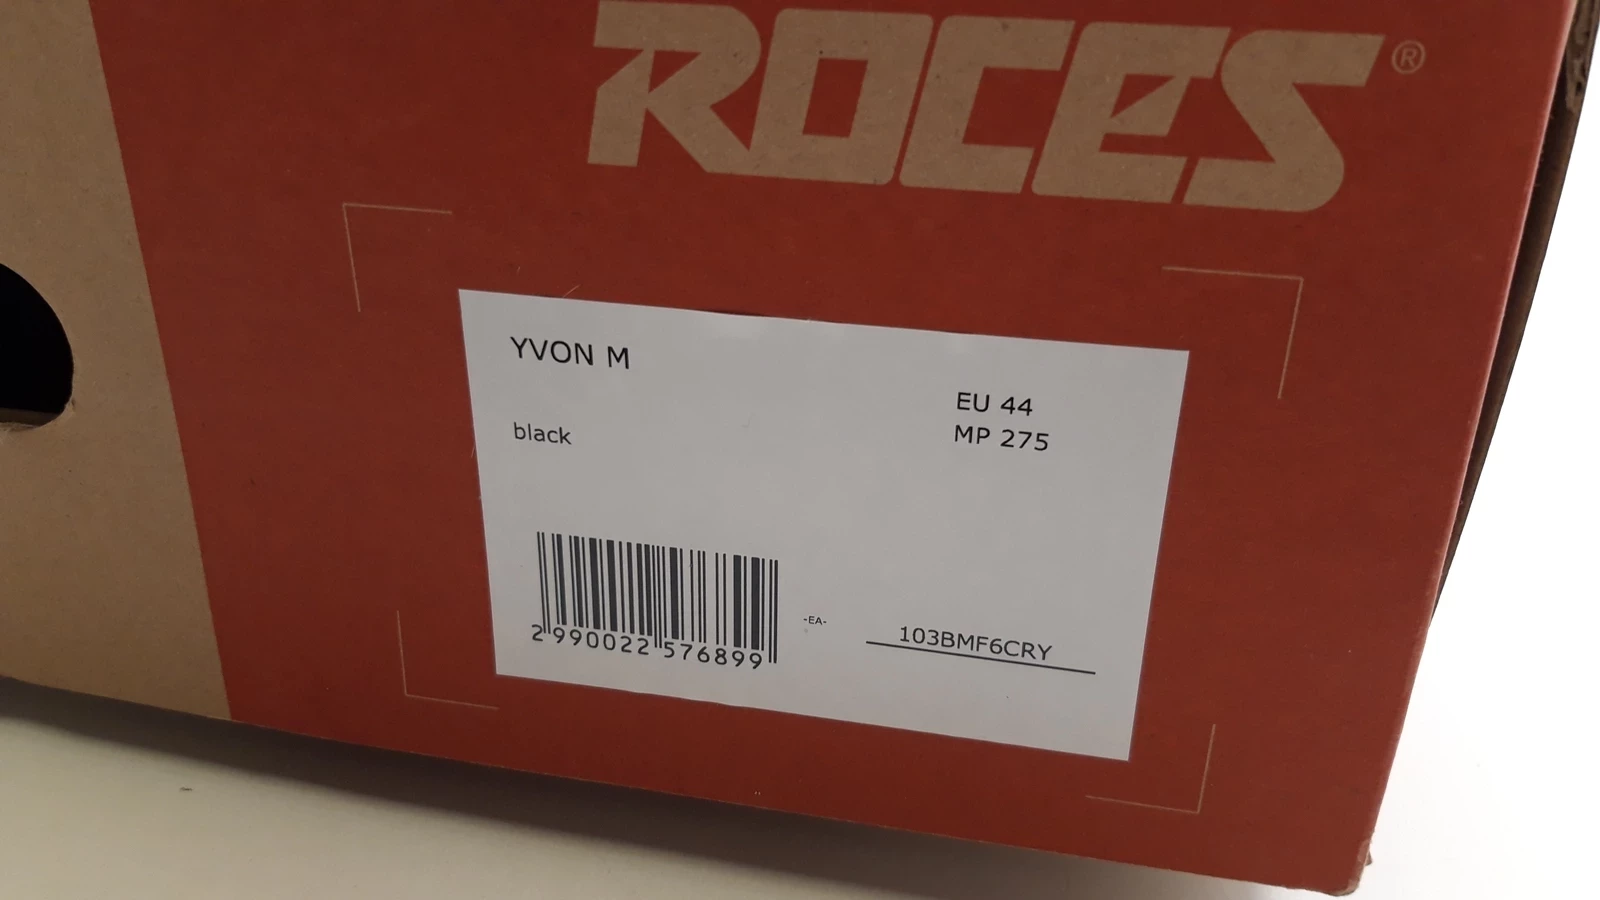 ROCES®
YVON M
EU 44
MP 275
black
-EA-
103BMF6CRY
2 990022 576899